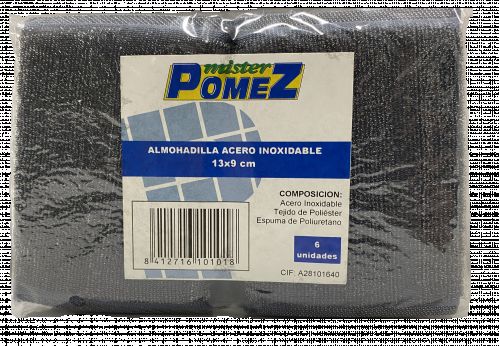 mister
POMEZ
ALMOHADILLA ACERO INOXIDABLE
13x9 cm
COMPOSICION:
Acero Inoxidable
Tejido de Poliéster
Espuma de Poliuretano
6
unidades
8 412716 101018
CIF: A28101640